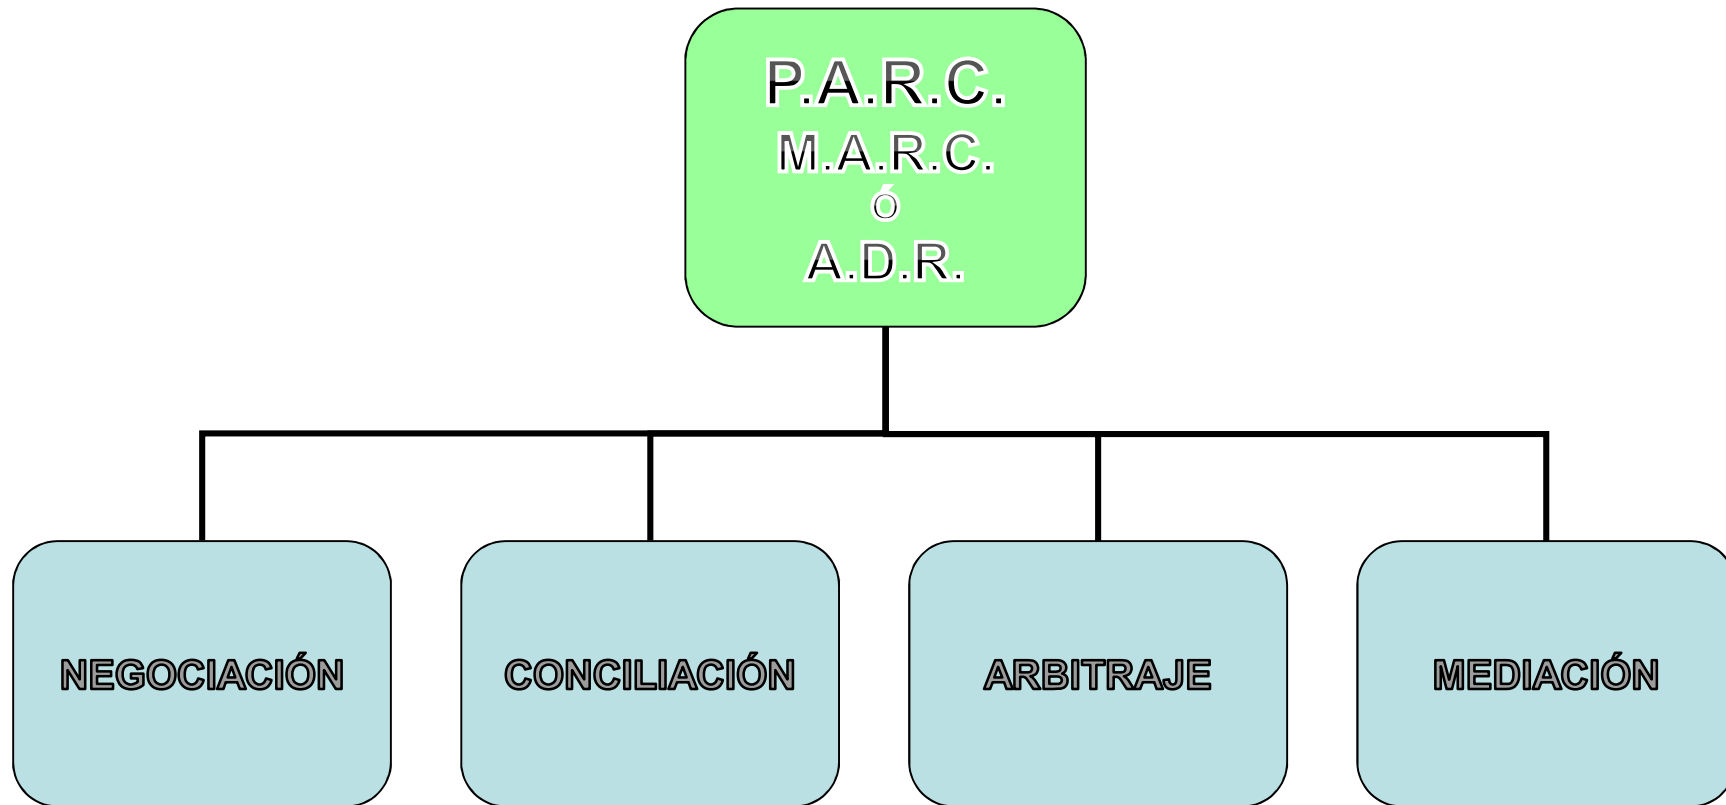 P.A.R.C.
M.A.R.C.
Ó
A.D.R.
NEGOCIACIÓN
CONCILIACIÓN
ARBITRAJE
MEDIACIÓN